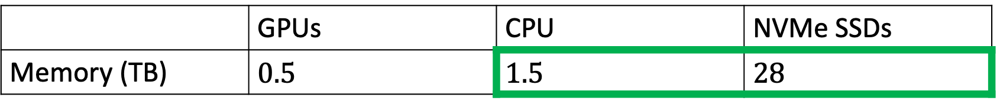 GPUs CPU NVMe SSDs
Memory (TB) 0.5 1.5 28